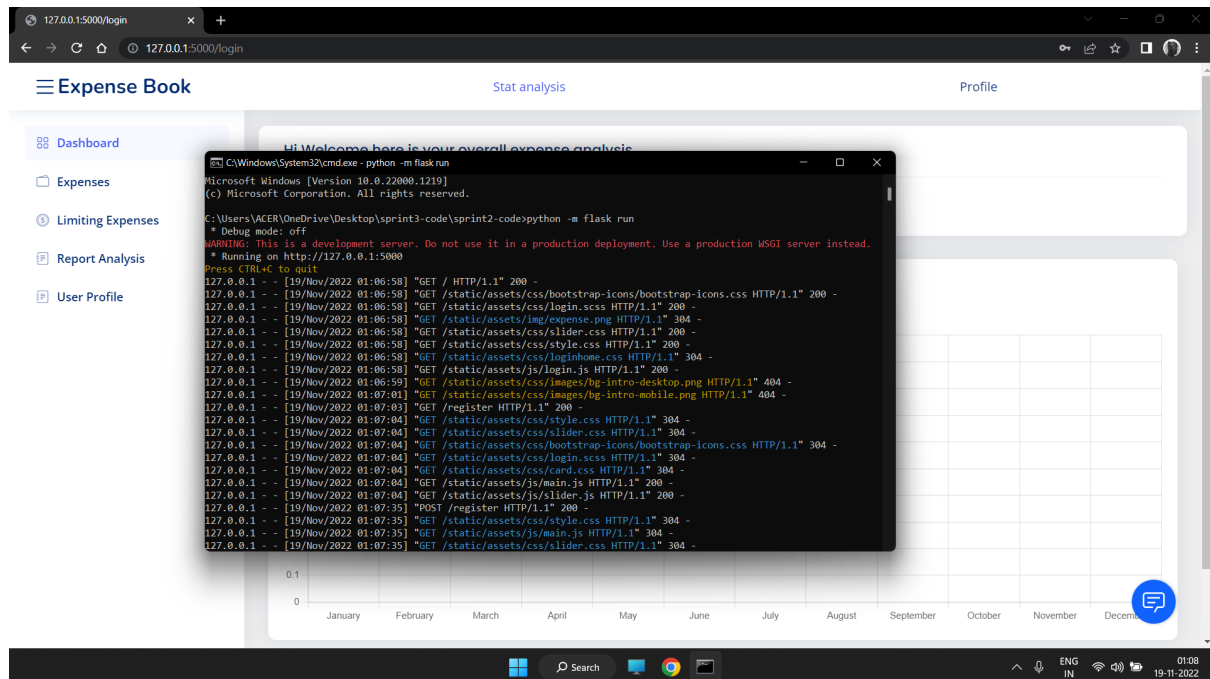 127.0.0.1:5000/login
127.0.0.1:5000/login
Expense Book
Stat analysis
Profile
Dashboard
Expenses
Limiting Expenses
Report Analysis
User Profile
Hi Welcome here is your overall expense analysis
C:\Windows\System32\cmd.exe - python -m flask run
Microsoft Windows [Version 10.0.22000.1219]
(c) Microsoft Corporation. All rights reserved.
C:\Users\ACER\OneDrive\Desktop\sprint3-code\sprint2-code>python -m flask run
* Debug mode: off
WARNING: This is a development server. Do not use it in a production deployment. Use a production WSGI server instead.
* Running on http://127.0.0.1:5000
Press CTRL+C to quit
127.0.0.1 - - [19/Nov/2022 01:06:58] "GET / HTTP/1.1" 200 -
127.0.0.1 - - [19/Nov/2022 01:06:58] "GET /static/assets/css/bootstrap-icons/bootstrap-icons.css HTTP/1.1" 200 -
127.0.0.1 - - [19/Nov/2022 01:06:58] "GET /static/assets/css/login.scss HTTP/1.1" 200 -
127.0.0.1 - - [19/Nov/2022 01:06:58] "GET /static/assets/img/expense.png HTTP/1.1" 304 -
127.0.0.1 - - [19/Nov/2022 01:06:58] "GET /static/assets/css/slider.css HTTP/1.1" 200 -
127.0.0.1 - - [19/Nov/2022 01:06:58] "GET /static/assets/css/style.css HTTP/1.1" 200 -
127.0.0.1 - - [19/Nov/2022 01:06:58] "GET /static/assets/css/loginhome.css HTTP/1.1" 304 -
127.0.0.1 - - [19/Nov/2022 01:06:58] "GET /static/assets/js/login.js HTTP/1.1" 200 -
127.0.0.1 - - [19/Nov/2022 01:06:59] "GET /static/assets/css/images/bg-intro-desktop.png HTTP/1.1" 404 -
127.0.0.1 - - [19/Nov/2022 01:07:01] "GET /static/assets/css/images/bg-intro-mobile.png HTTP/1.1" 404 -
127.0.0.1 - - [19/Nov/2022 01:07:03] "GET /register HTTP/1.1" 200 -
127.0.0.1 - - [19/Nov/2022 01:07:04] "GET /static/assets/css/style.css HTTP/1.1" 304 -
127.0.0.1 - - [19/Nov/2022 01:07:04] "GET /static/assets/css/slider.css HTTP/1.1" 304 -
127.0.0.1 - - [19/Nov/2022 01:07:04] "GET /static/assets/css/bootstrap-icons/bootstrap-icons.css HTTP/1.1" 304 -
127.0.0.1 - - [19/Nov/2022 01:07:04] "GET /static/assets/css/login.scss HTTP/1.1" 304 -
127.0.0.1 - - [19/Nov/2022 01:07:04] "GET /static/assets/css/card.css HTTP/1.1" 304 -
127.0.0.1 - - [19/Nov/2022 01:07:04] "GET /static/assets/js/main.js HTTP/1.1" 200 -
127.0.0.1 - - [19/Nov/2022 01:07:04] "GET /static/assets/js/slider.js HTTP/1.1" 200 -
127.0.0.1 - - [19/Nov/2022 01:07:35] "POST /register HTTP/1.1" 200 -
127.0.0.1 - - [19/Nov/2022 01:07:35] "GET /static/assets/css/style.css HTTP/1.1" 304 -
127.0.0.1 - - [19/Nov/2022 01:07:35] "GET /static/assets/js/main.js HTTP/1.1" 304 -
127.0.0.1 - - [19/Nov/2022 01:07:35] "GET /static/assets/css/slider.css HTTP/1.1" 304 -
0.1
0
January February March April May June July August September October November Decem
Search
ENG
IN
01:08
19-11-2022